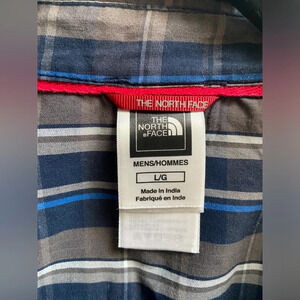 THE NORTH FACE
THE
NORTH
FACE
MENS/HOMMES
L/G
Made in India
Fabriqué en Inde